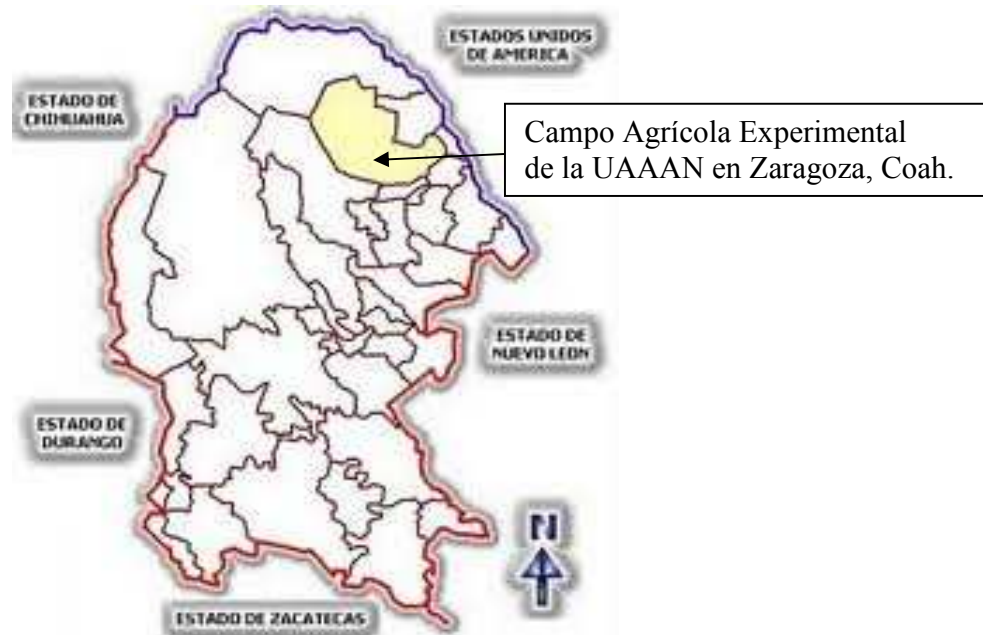 ESTADOS UNIDOS
DE AMERICA
ESTADO DE
CHIHUAHUA
Campo Agrícola Experimental
de la UAAAN en Zaragoza, Coah.
ESTADO DE
NUEVO LEON
ESTADO DE
DURANGO
N
ESTADO DE ZACATECAS